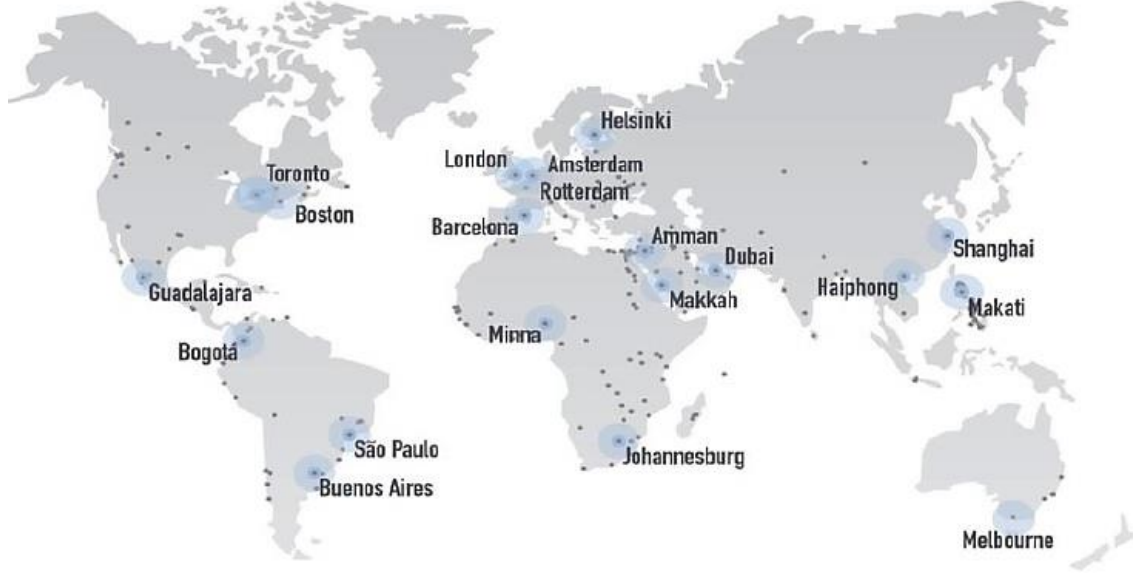 Helsinki
London
Amsterdam
Toronto
Rotterdam
Boston
Barcelona
Amman
Shanghai
Dubai
Haiphong
Guadalajara
Makkah
Makati
Minna
Bogotá
São Paulo
Johannesburg
Buenos Aires
Melbourne